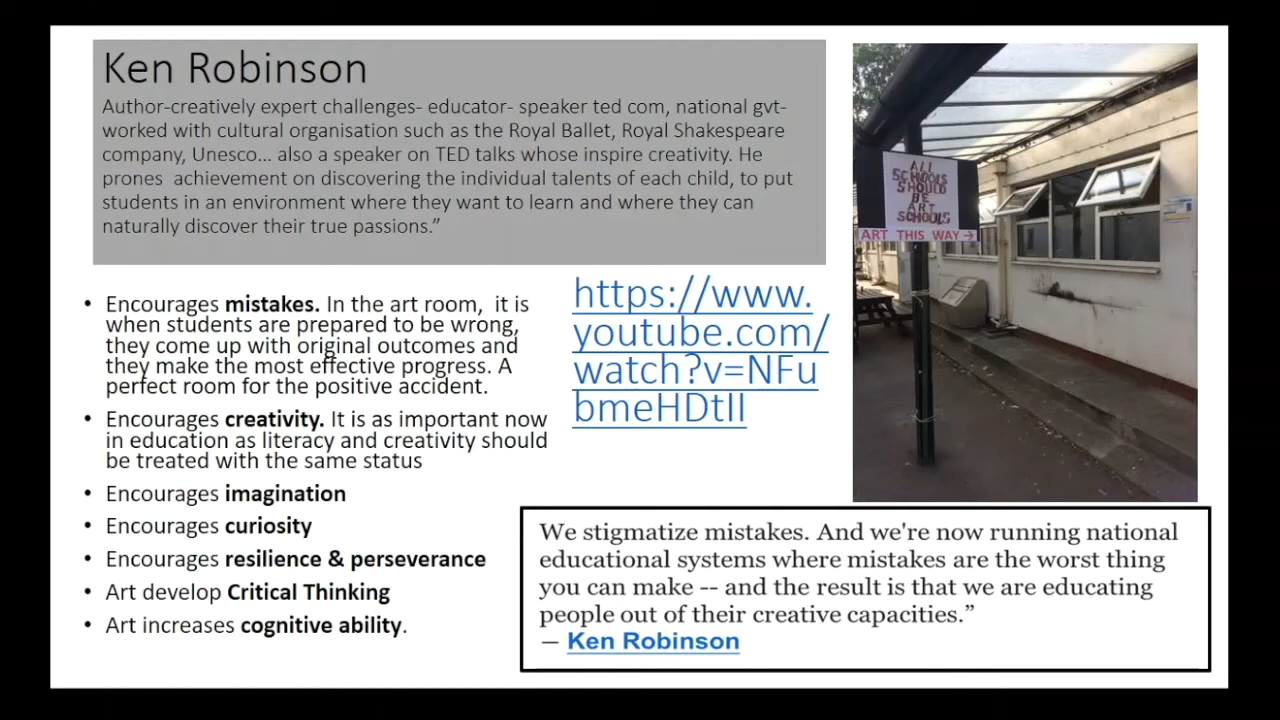 Ken Robinson
Author-creatively expert challenges- educator- speaker ted com, national gvt-
worked with cultural organisation such as the Royal Ballet, Royal Shakespeare
company, Unesco... also a speaker on TED talks whose inspire creativity. He
prones  achievement on discovering the individual talents of each child, to put
students in an environment where they want to learn and where they can
naturally discover their true passions.”
• Encourages mistakes. In the art room,  it is
when students are prepared to be wrong,
they come up with original outcomes and
they make the most effective progress. A
perfect room for the positive accident.
• Encourages creativity. It is as important now
in education as literacy and creativity should
be treated with the same status
• Encourages imagination
• Encourages curiosity
• Encourages resilience & perseverance
• Art develop Critical Thinking
• Art increases cognitive ability.
https://www.
youtube.com/
watch?v=NFu
bmeHDtII
ALL
SCHOOLS
SHOULD
BE
ART
SCHOOLS
ART THIS WAY →
We stigmatize mistakes. And we're now running national
educational systems where mistakes are the worst thing
you can make -- and the result is that we are educating
people out of their creative capacities.”
— Ken Robinson